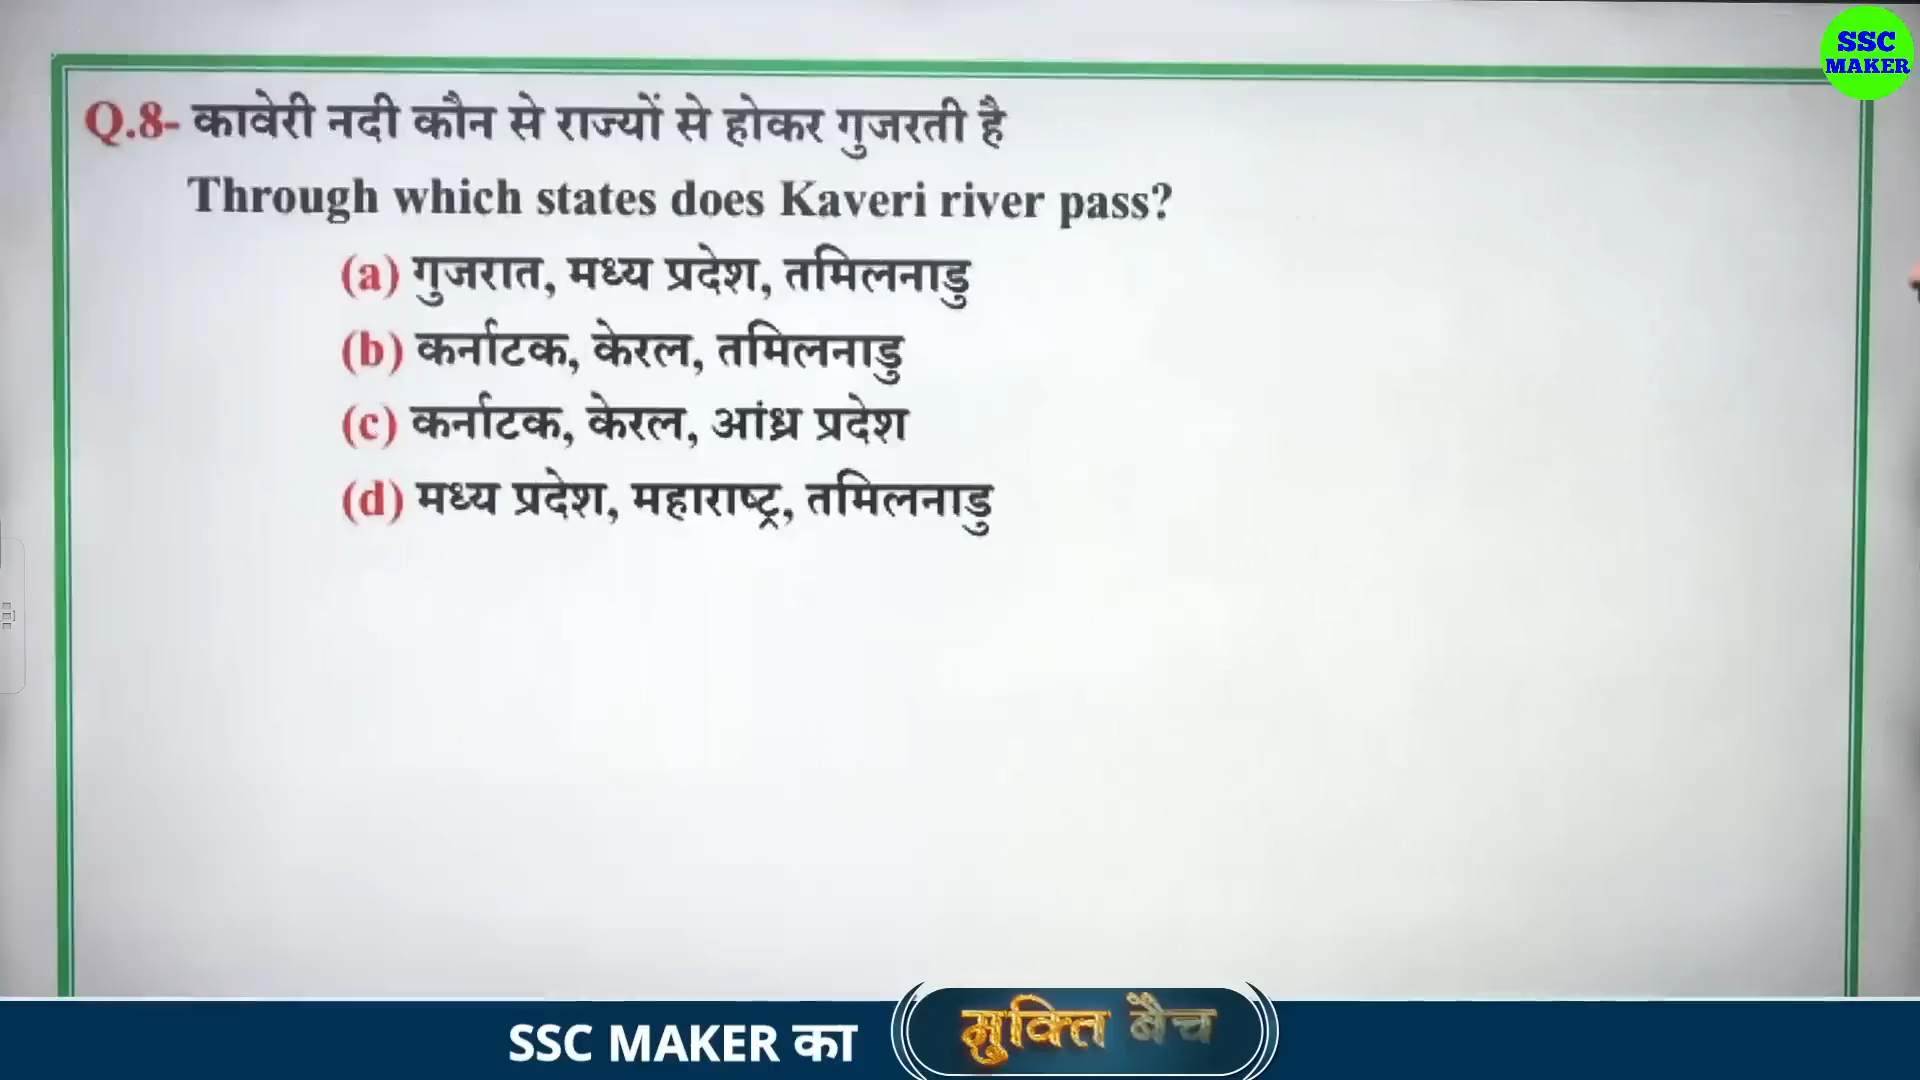 SSC
MAKER
Q.8- कावेरी नदी कौन से राज्यों से होकर गुजरती है
Through which states does Kaveri river pass?
(a) गुजरात, मध्य प्रदेश, तमिलनाडु
(b) कर्नाटक, केरल, तमिलनाडु
(c) कर्नाटक, केरल, आंध्र प्रदेश
(d) मध्य प्रदेश, महाराष्ट्र, तमिलनाडु
SSC MAKER का मुक्ति बैच